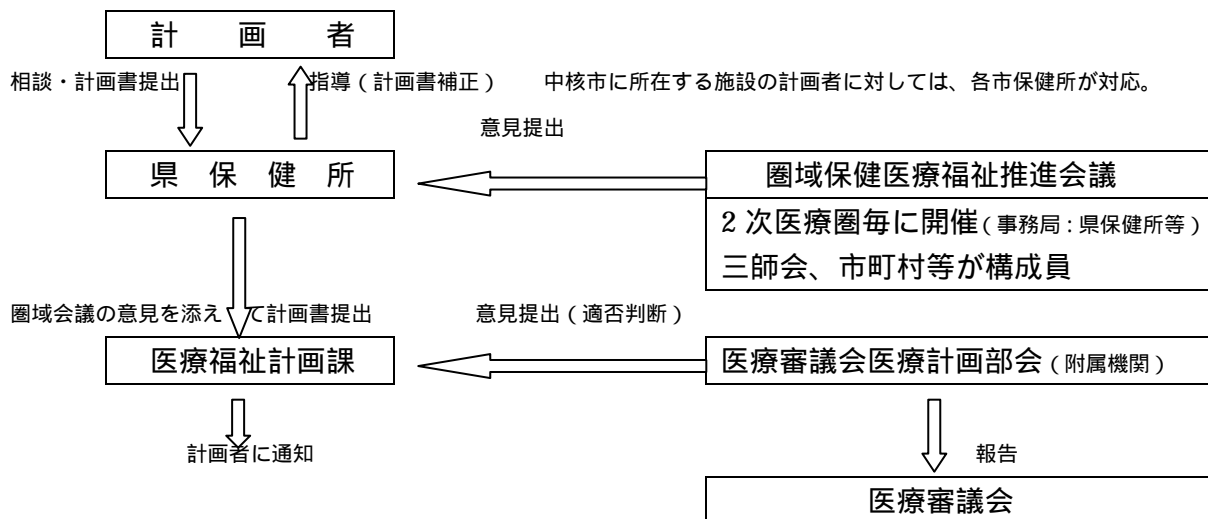 計　画　者
相談・計画書提出　指導（計画書補正）　中核市に所在する施設の計画者に対しては、各市保健所が対応。
意見提出
県　保　健　所
圏域保健医療福祉推進会議
２次医療圏毎に開催（事務局：県保健所等）
三師会、市町村等が構成員
圏域会議の意見を添えて計画書提出　意見提出（適否判断）
医療福祉計画課
医療審議会医療計画部会（附属機関）
計画者に通知　報告
医療審議会